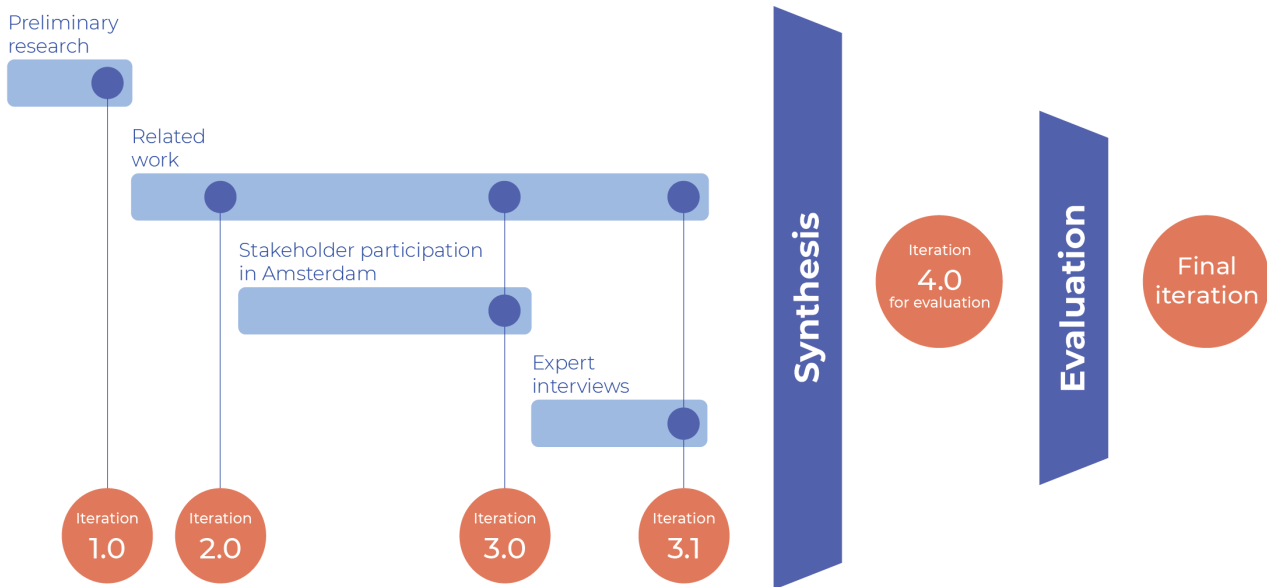 Preliminary
research
Related
work
Stakeholder participation
in Amsterdam
Expert
interviews
Iteration
1.0
Iteration
2.0
Iteration
3.0
Iteration
3.1
Synthesis
Iteration
4.0
for evaluation
Evaluation
Final
iteration